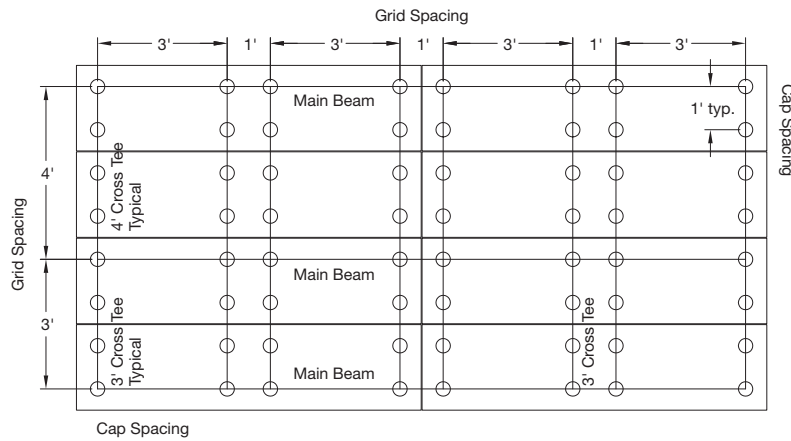 Grid Spacing
3'
1'
3'
1'
3'
1'
3'
Main Beam
1' typ.
Cap Spacing
4' Cross Tee
Typical
4'
Grid Spacing
Main Beam
3'
3' Cross Tee
Typical
3' Cross Tee
Main Beam
Cap Spacing